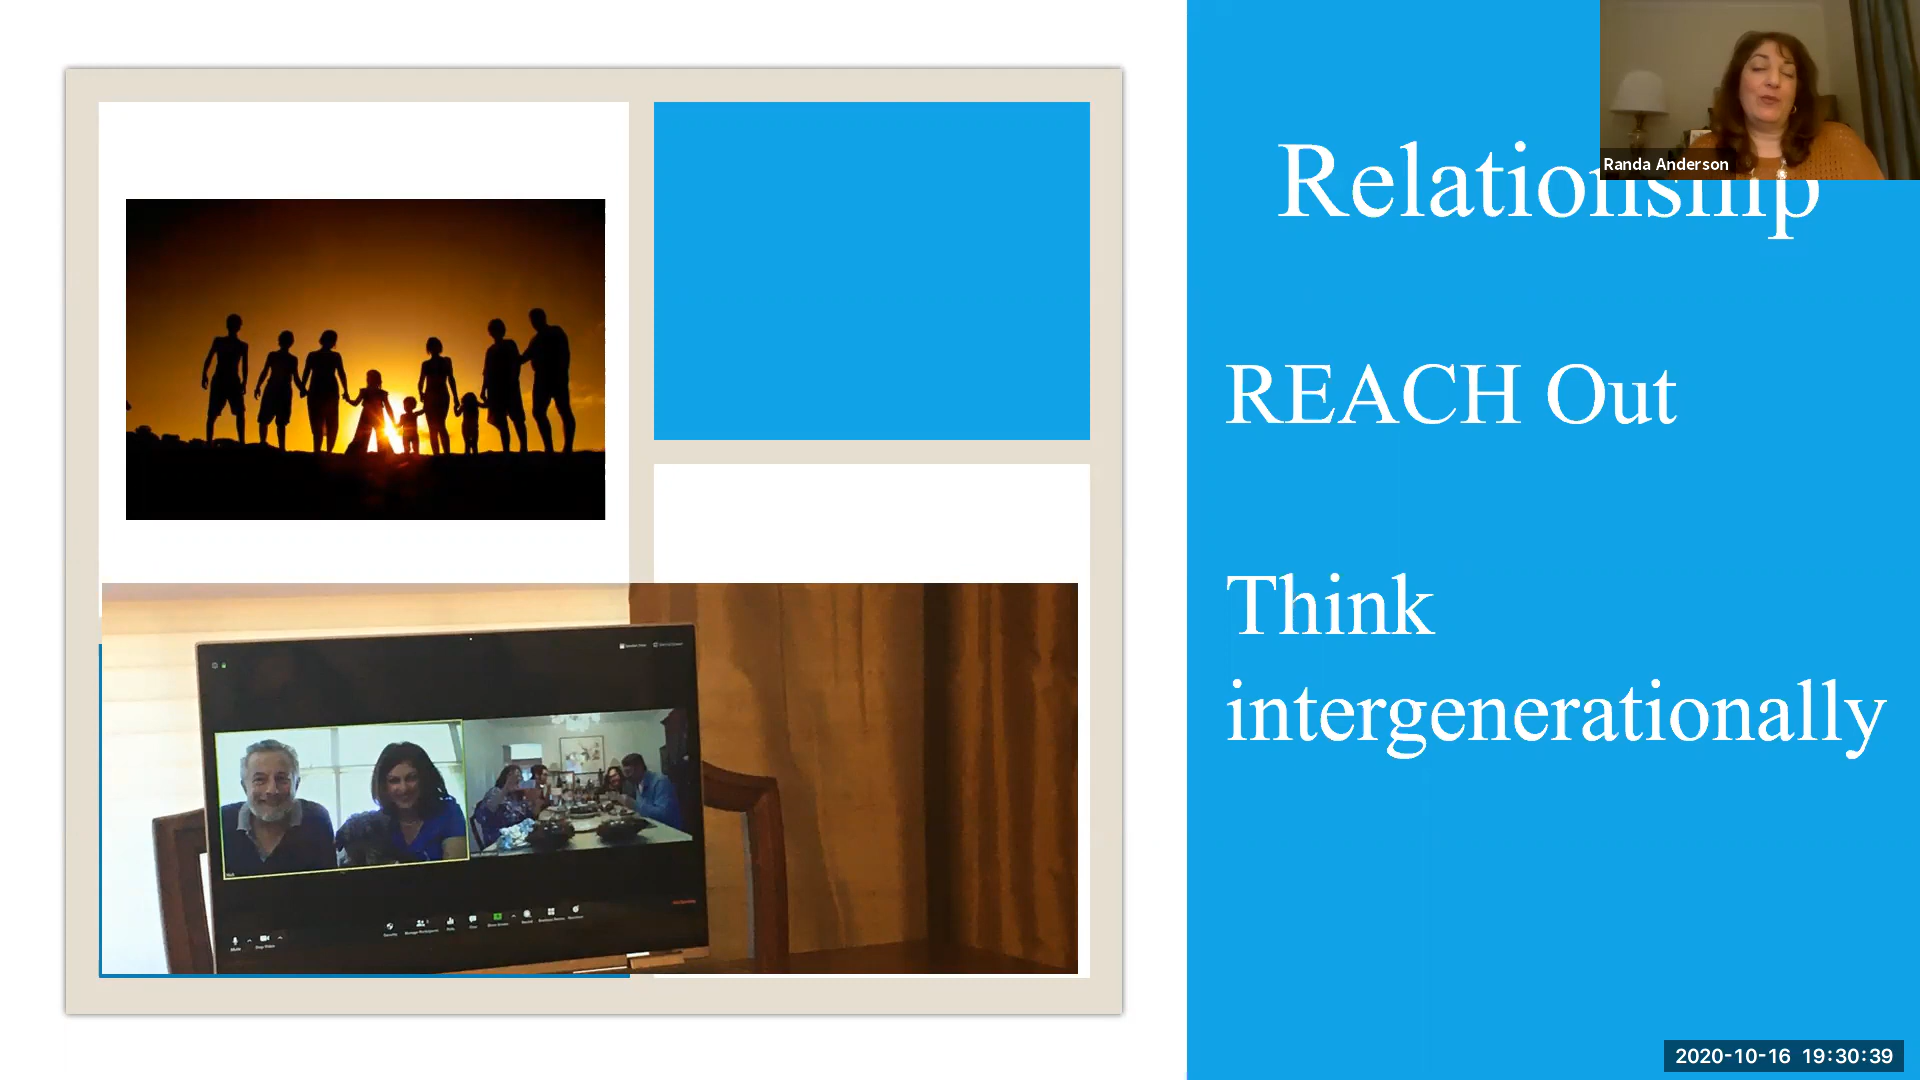 Randa Anderson
Relationship
REACH Out
Think
intergenerationally
2020-10-16 19:30:39